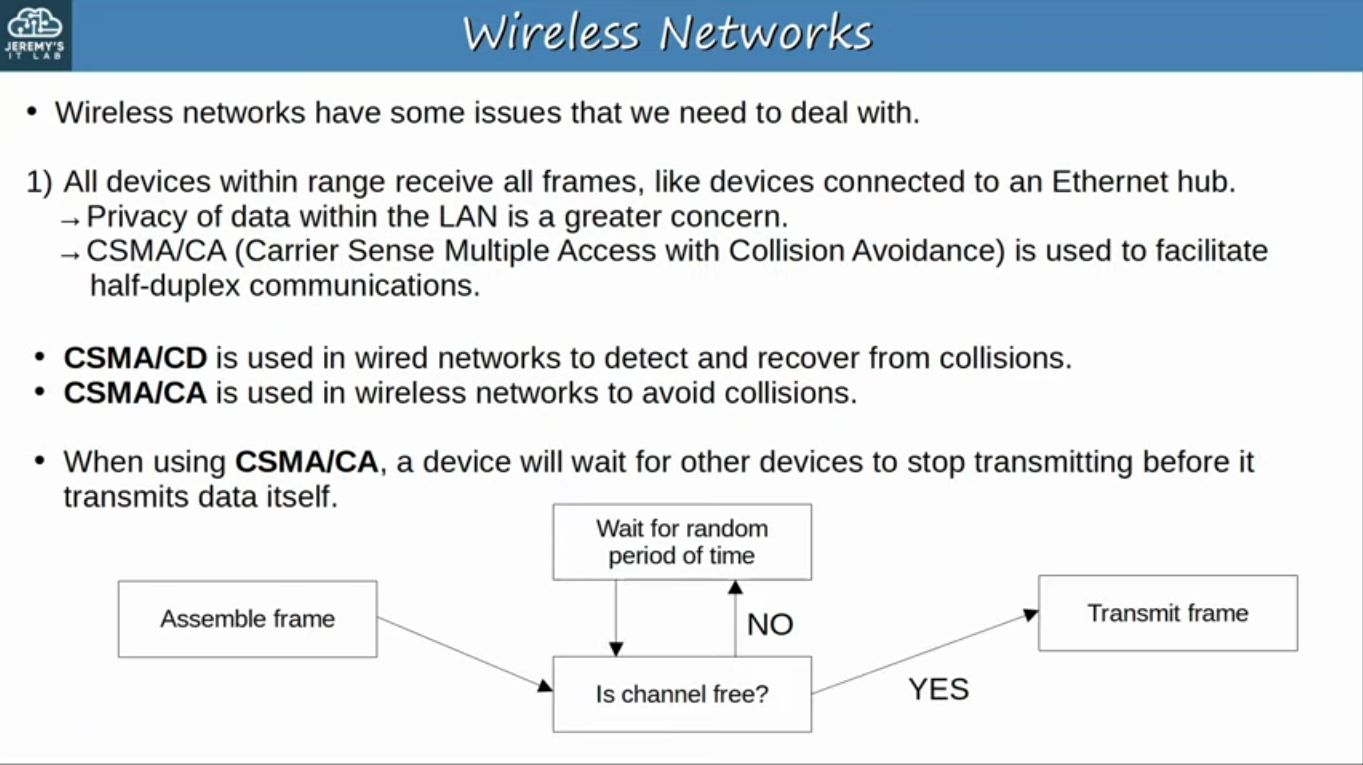 JEREMY'S
IT LAB
Wireless Networks
• Wireless networks have some issues that we need to deal with.
1) All devices within range receive all frames, like devices connected to an Ethernet hub.
→Privacy of data within the LAN is a greater concern.
→CSMA/CA (Carrier Sense Multiple Access with Collision Avoidance) is used to facilitate
half-duplex communications.
• CSMA/CD is used in wired networks to detect and recover from collisions.
• CSMA/CA is used in wireless networks to avoid collisions.
• When using CSMA/CA, a device will wait for other devices to stop transmitting before it
transmits data itself.
Wait for random
period of time
Assemble frame
NO
Transmit frame
Is channel free?
YES